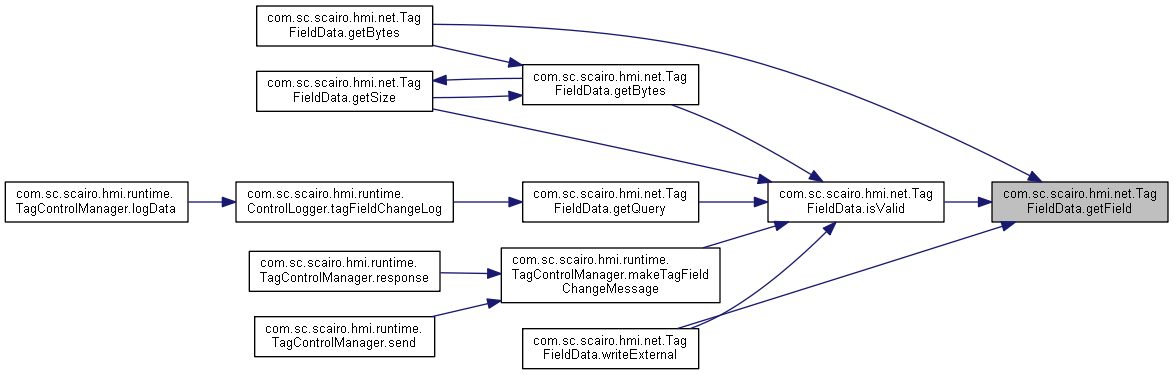 com.sc.scairo.hmi.net.Tag
FieldData.getBytes
com.sc.scairo.hmi.net.Tag
FieldData.getSize
com.sc.scairo.hmi.net.Tag
FieldData.getBytes
com.sc.scairo.hmi.runtime.
TagControlManager.logData
com.sc.scairo.hmi.runtime.
ControlLogger.tagFieldChangeLog
com.sc.scairo.hmi.net.Tag
FieldData.getQuery
com.sc.scairo.hmi.net.Tag
FieldData.isValid
com.sc.scairo.hmi.net.Tag
FieldData.getField
com.sc.scairo.hmi.runtime.
TagControlManager.response
com.sc.scairo.hmi.runtime.
TagControlManager.makeTagField
ChangeMessage
com.sc.scairo.hmi.runtime.
TagControlManager.send
com.sc.scairo.hmi.net.Tag
FieldData.writeExternal